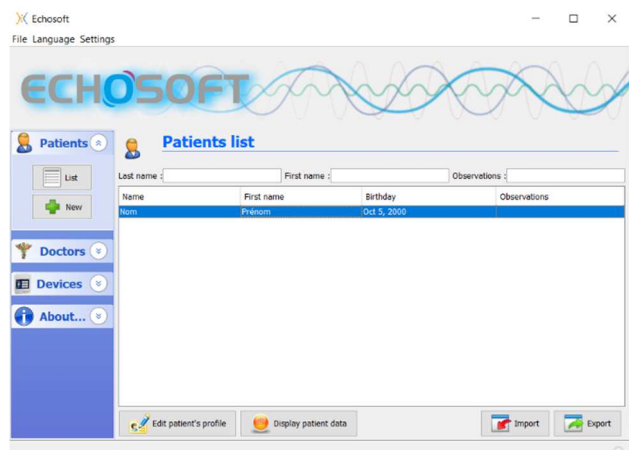 Echosoft
File Language Settings
ECHOSOFT
Patients
List
New
Doctors
Devices
About...
Patients list
Last name : First name : Observations :
Name First name Birthday Observations
Nom Prénom Oct 5, 2000
Edit patient's profile Display patient data Import Export